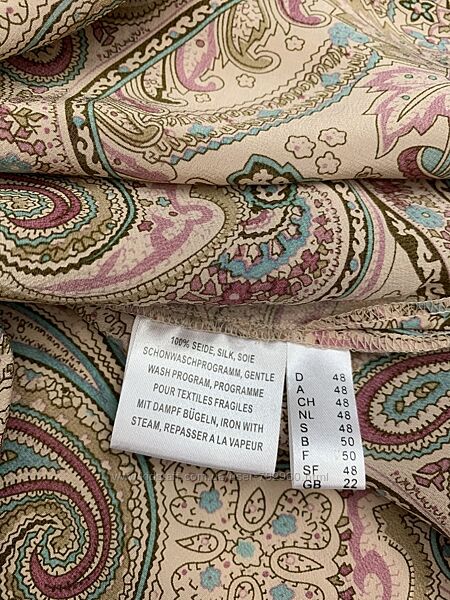 100% SEIDE, SILK, SOIE
SCHONWASCHPROGRAMM, GENTLE
WASH PROGRAM, PROGRAMME
POUR TEXTILES FRAGILES
MIT DAMPF BÜGELN, IRON WITH
STEAM, REPASSER A LA VAPEUR
D 48
A 48
CH 48
NL 48
S 48
B 50
F 50
SF 48
GB 22